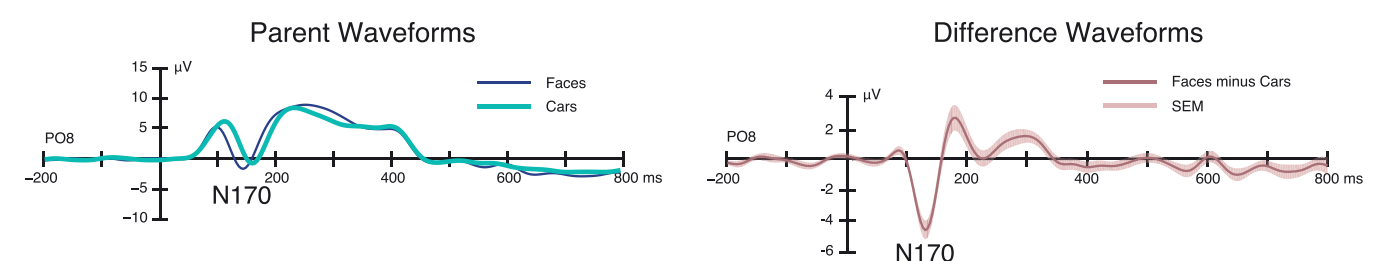 Parent Waveforms
15 µV
10
5
PO8
−200
200
400
600
800 ms
−5
−10
N170
Faces
Cars
Difference Waveforms
4 µV
2
PO8
−200
200
400
600
800 ms
-2
-4
-6
N170
Faces minus Cars
SEM